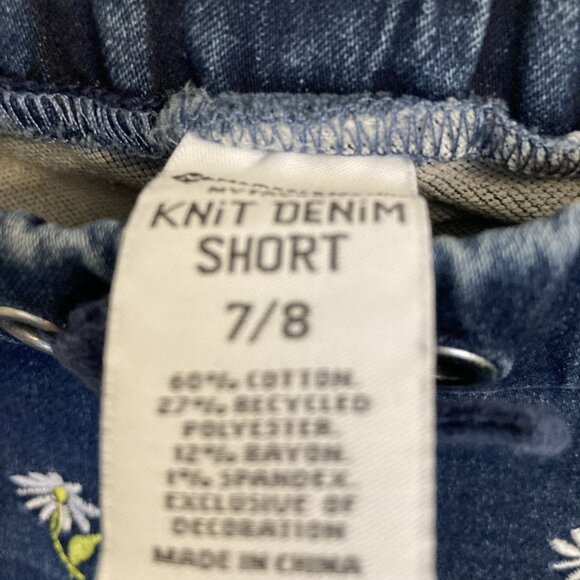 KNiT DENiM
SHORT
7/8
60% COTTON.
27% RECYCLED
POLYESTER.
12% RAYON.
1% SPANDEX.
EXCLUSIVE OF
DECORATION
MADE IN CHINA